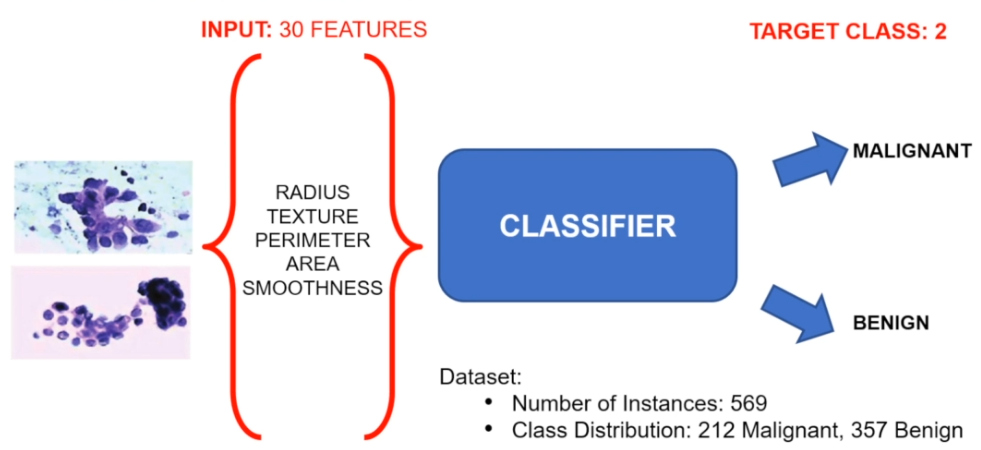 INPUT: 30 FEATURES
TARGET CLASS: 2
RADIUS
TEXTURE
PERIMETER
AREA
SMOOTHNESS
CLASSIFIER
MALIGNANT
BENIGN
Dataset:
• Number of Instances: 569
• Class Distribution: 212 Malignant, 357 Benign